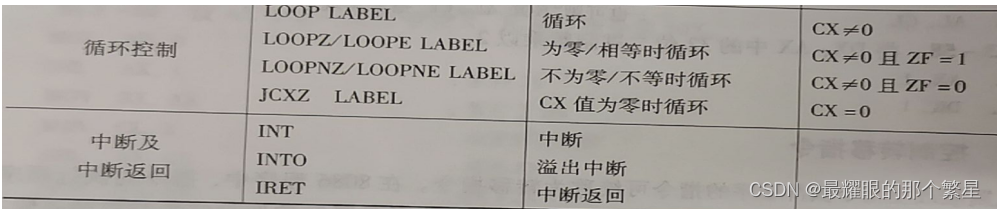 LOOP LABEL 循环 CX≠0
循环控制 LOOPZ/LOOPE LABEL 为零/相等时循环 CX≠0 且 ZF=1
LOOPNZ/LOOPNE LABEL 不为零/不等时循环 CX≠0 且 ZF=0
JCXZ LABEL CX 值为零时循环 CX=0
中断及 INT 中断
中断返回 INTO 溢出中断
IRET 中断返回
CSDN @最耀眼的那个繁星